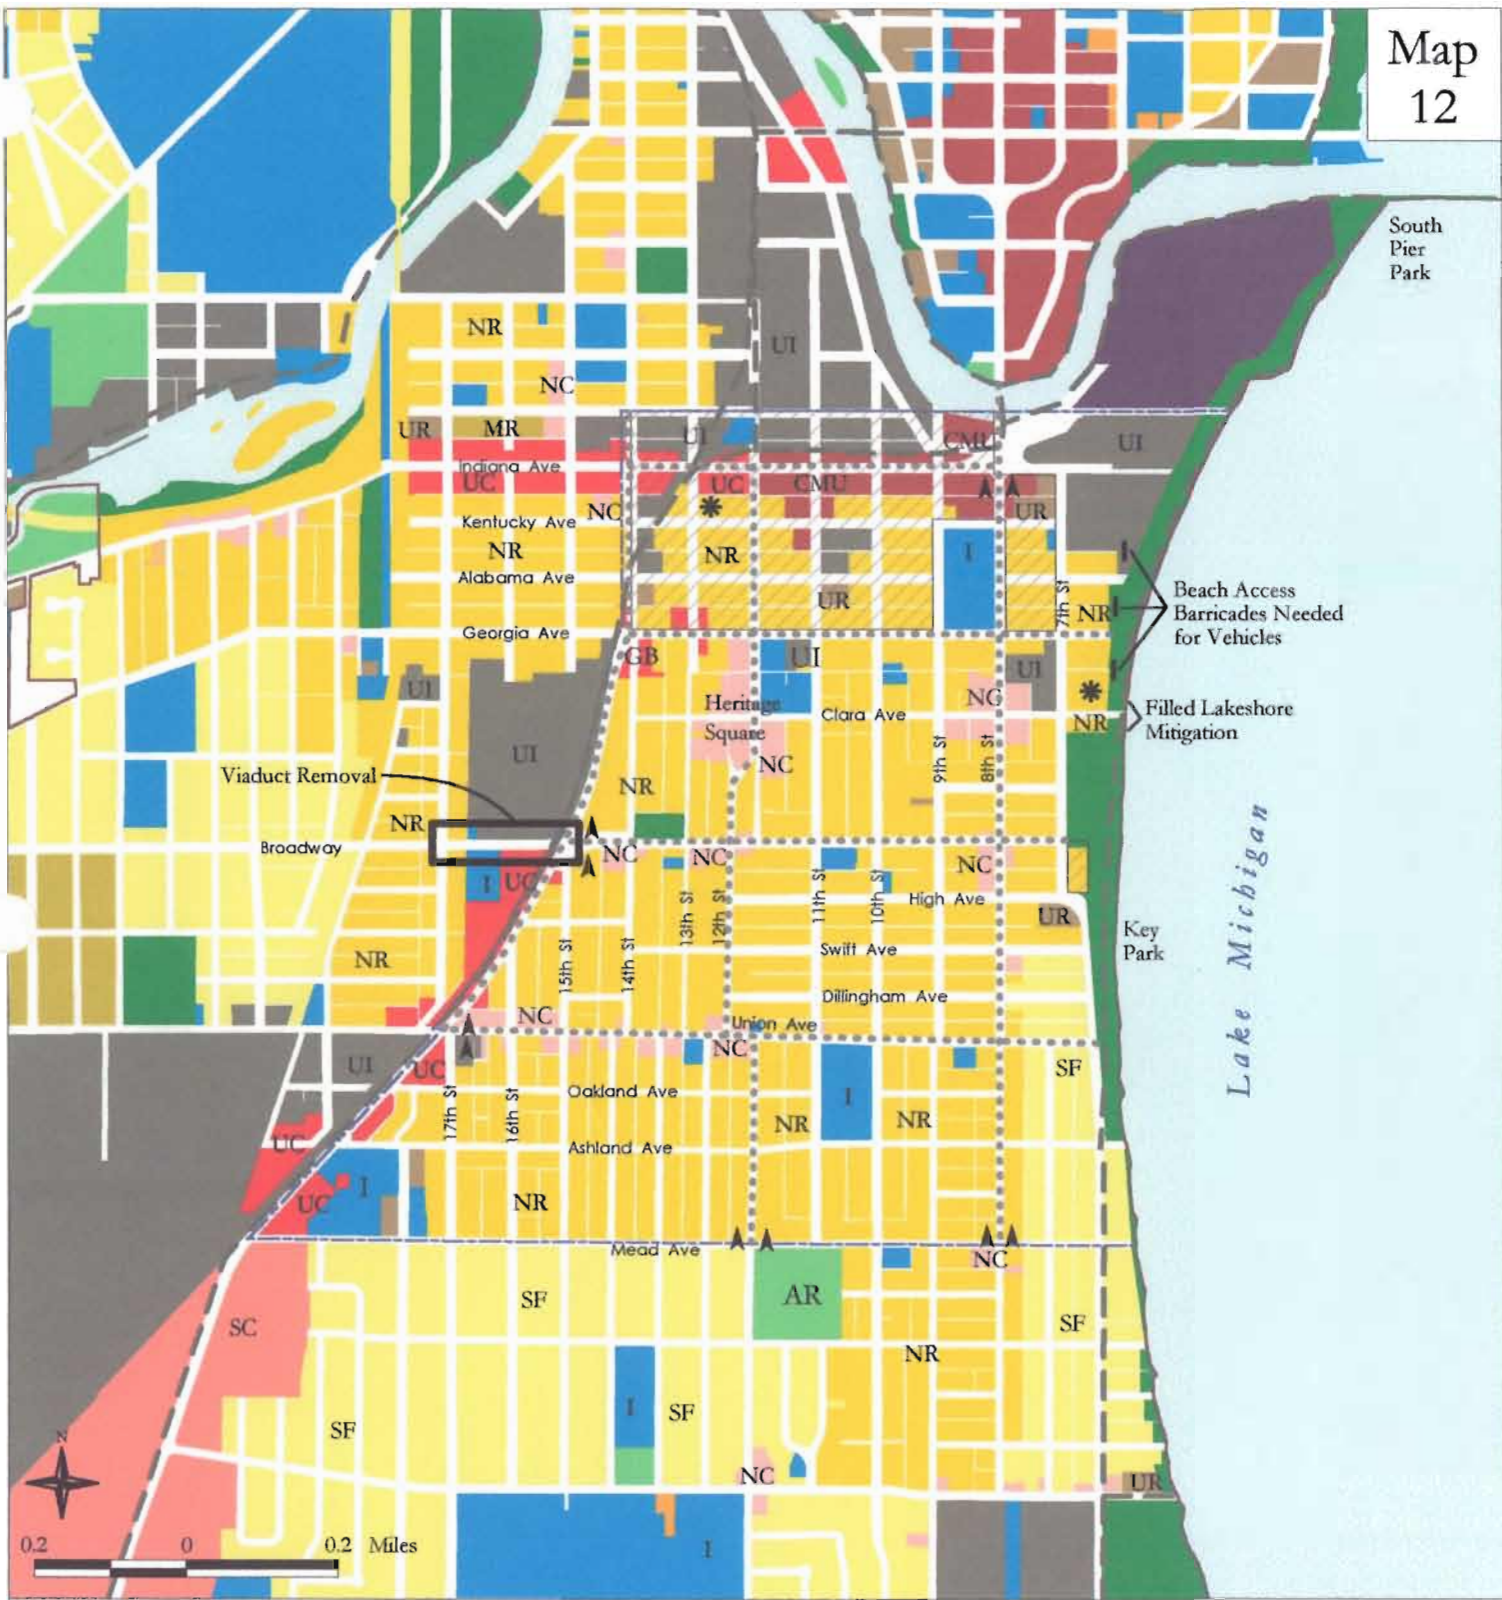 Map
12
South
Pier
Park
NR
UI
NC
UR
MR
UI
CMU
UI
Indiana Ave
UC
UC
CMU
NC
UR
Kentucky Ave
NR
NR
I
Alabama Ave
Beach Access
Barricades Needed
for Vehicles
UR
7th St
NR
Georgia Ave
GB
UI
UI
UI
NC
Heritage
Square
Clara Ave
NR
Filled Lakeshore
Mitigation
UI
9th St
8th St
NC
Viaduct Removal
NR
NR
Broadway
NC
NC
NC
I
UC
High Ave
11th St
10th St
13th St
12th St
UR
Key
Park
Lake Michigan
NR
15th St
14th St
Swift Ave
Dillingham Ave
NC
Union Ave
NC
UI
UC
SF
Oakland Ave
I
17th St
16th St
NR
NR
UC
Ashland Ave
UC
I
NR
Mead Ave
NC
SF
AR
SC
SF
NR
I
SF
SF
N
NC
UR
0.2
0
0.2 Miles
I